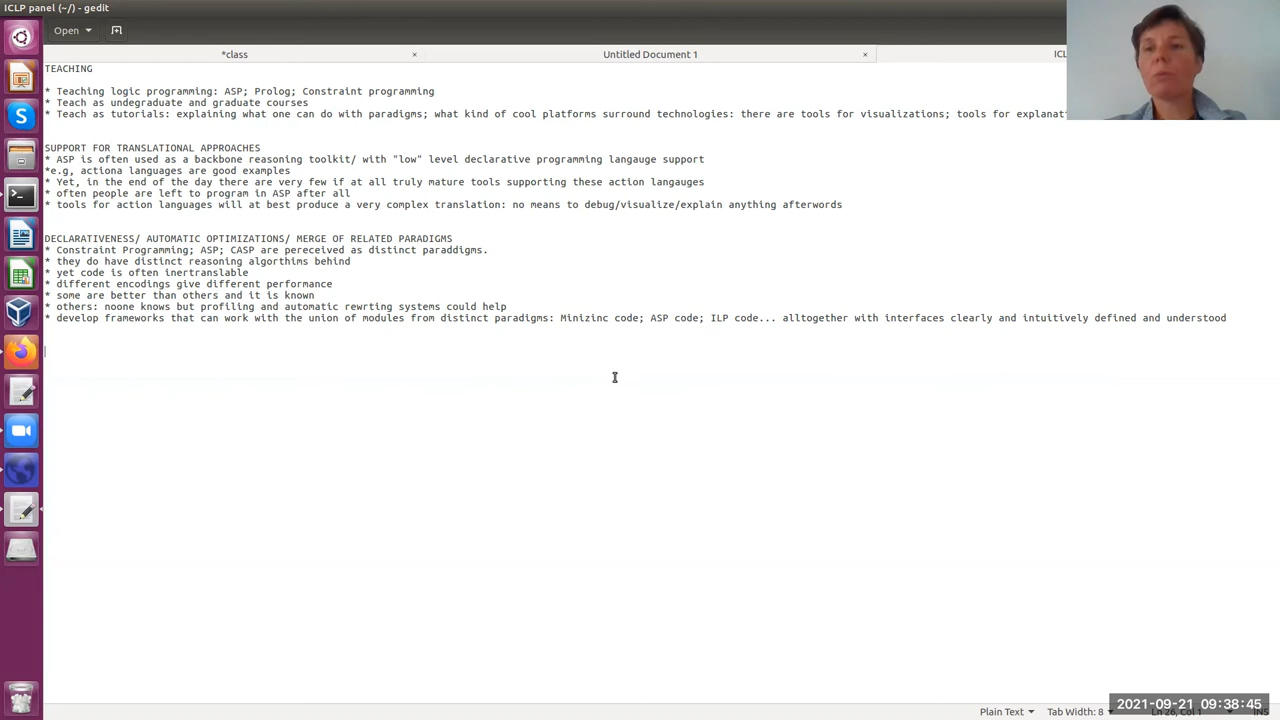 ICLP panel (~/) - gedit
Open
*class
Untitled Document 1
ICL
TEACHING
* Teaching logic programming: ASP; Prolog; Constraint programming
* Teach as undegraduate and graduate courses
* Teach as tutorials: explaining what one can do with paradigms; what kind of cool platforms surround technologies: there are tools for visualizations; tools for explanati
SUPPORT FOR TRANSLATIONAL APPROACHES
* ASP is often used as a backbone reasoning toolkit/ with "low" level declarative programming langauge support
*e.g, actiona languages are good examples
* Yet, in the end of the day there are very few if at all truly mature tools supporting these action langauges
* often people are left to program in ASP after all
* tools for action languages will at best produce a very complex translation: no means to debug/visualize/explain anything afterwords
DECLARATIVENESS/ AUTOMATIC OPTIMIZATIONS/ MERGE OF RELATED PARADIGMS
* Constraint Programming; ASP; CASP are pereceived as distinct paraddigms.
* they do have distinct reasoning algorthims behind
* yet code is often inertranslable
* different encodings give different performance
* some are better than others and it is known
* others: noone knows but profiling and automatic rewrting systems could help
* develop frameworks that can work with the union of modules from distinct paradigms: Minizinc code; ASP code; ILP code... alltogether with interfaces clearly and intuitively defined and understood
Plain Text
Tab Width: 8
Ln 26, Col 1
INS
2021-09-21 09:38:45